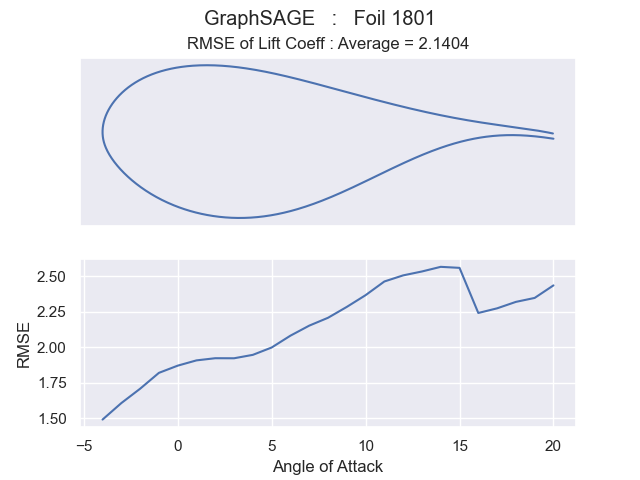 GraphSAGE   :   Foil 1801
RMSE of Lift Coeff : Average = 2.1404
2.50
2.25
2.00
1.75
1.50
RMSE
−5
0
5
10
15
20
Angle of Attack